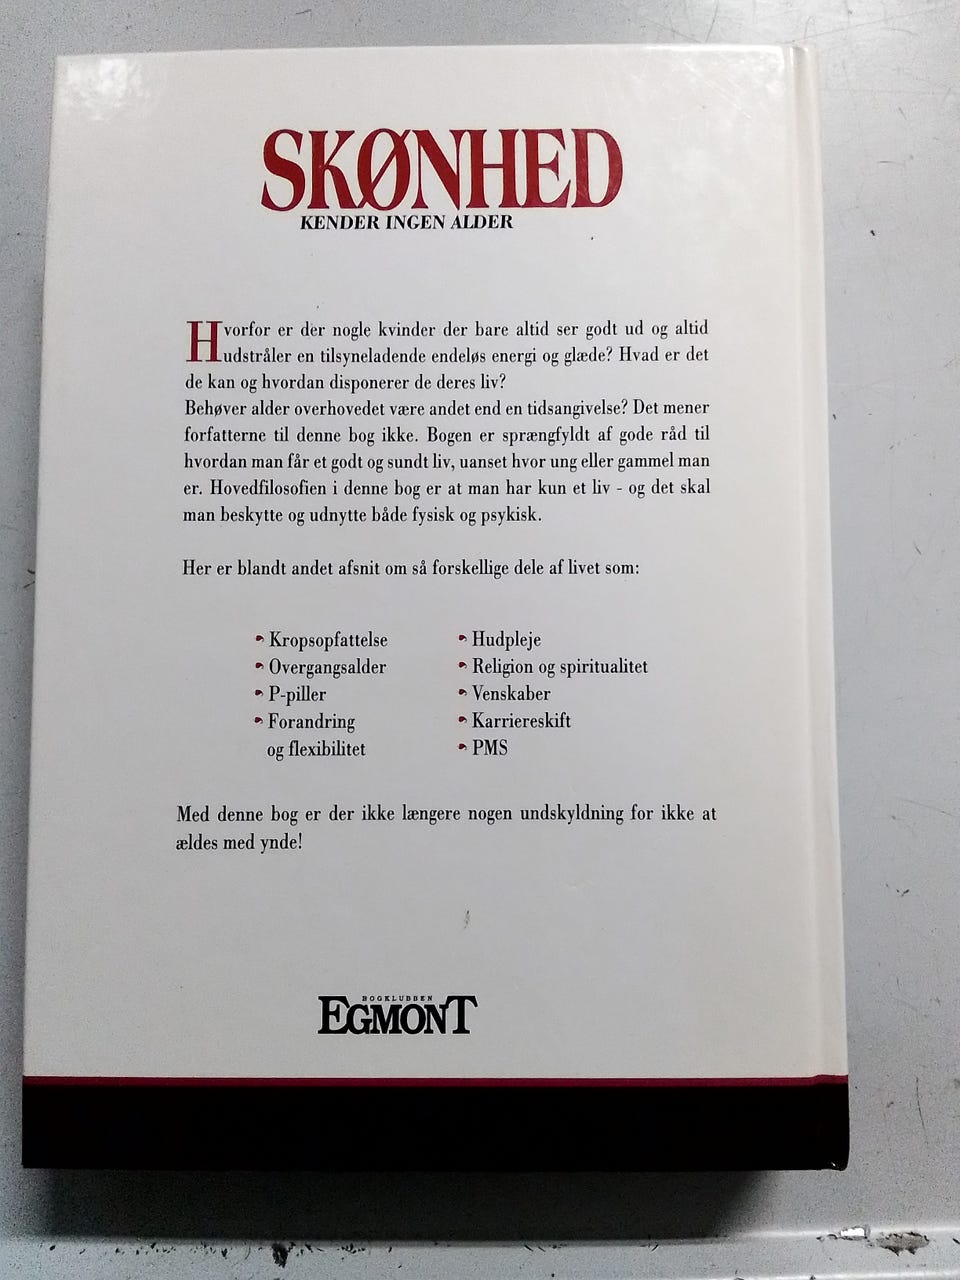 SKØNHED
KENDER INGEN ALDER
Hvorfor er der nogle kvinder der bare altid ser godt ud og altid
udstråler en tilsyneladende endeløs energi og glæde? Hvad er det
de kan og hvordan disponerer de deres liv?
Behøver alder overhovedet være andet end en tidsangivelse? Det mener
forfatterne til denne bog ikke. Bogen er sprængfyldt af gode råd til
hvordan man får et godt og sundt liv, uanset hvor ung eller gammel man
er. Hovedfilosofien i denne bog er at man har kun et liv - og det skal
man beskytte og udnytte både fysisk og psykisk.
Her er blandt andet afsnit om så forskellige dele af livet som:
Kropsopfattelse
Overgangsalder
P-piller
Forandring
og flexibilitet
Hudpleje
Religion og spiritualitet
Venskaber
Karriereskift
PMS
Med denne bog er der ikke længere nogen undskyldning for ikke at
ældes med ynde!
BOGKLUBBEN
EGMONT